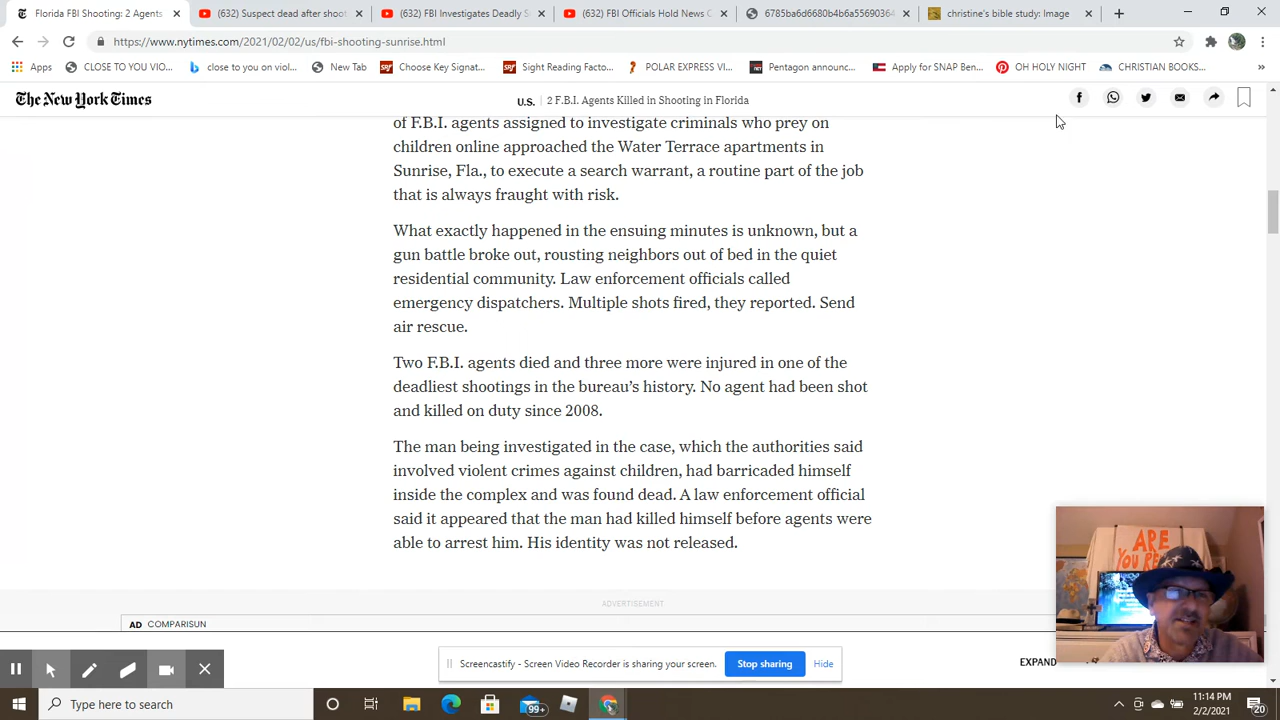 Florida FBI Shooting: 2 Agents
(632) Suspect dead after shoot
(632) FBI Investigates Deadly S
(632) FBI Officials Hold News C
6785ba6d6680b4b6a55690364
christine's bible study: Image
https://www.nytimes.com/2021/02/02/us/fbi-shooting-sunrise.html
Apps
CLOSE TO YOU VIO...
close to you on viol...
New Tab
Choose Key Signat...
Sight Reading Facto...
POLAR EXPRESS VI...
Pentagon announc...
Apply for SNAP Ben...
OH HOLY NIGHT
CHRISTIAN BOOKS...
The New York Times
U.S. | 2 F.B.I. Agents Killed in Shooting in Florida
of F.B.I. agents assigned to investigate criminals who prey on
children online approached the Water Terrace apartments in
Sunrise, Fla., to execute a search warrant, a routine part of the job
that is always fraught with risk.
What exactly happened in the ensuing minutes is unknown, but a
gun battle broke out, rousting neighbors out of bed in the quiet
residential community. Law enforcement officials called
emergency dispatchers. Multiple shots fired, they reported. Send
air rescue.
Two F.B.I. agents died and three more were injured in one of the
deadliest shootings in the bureau's history. No agent had been shot
and killed on duty since 2008.
The man being investigated in the case, which the authorities said
involved violent crimes against children, had barricaded himself
inside the complex and was found dead. A law enforcement official
said it appeared that the man had killed himself before agents were
able to arrest him. His identity was not released.
ADVERTISEMENT
AD COMPARISUN
ARE
Screencastify - Screen Video Recorder is sharing your screen.
Stop sharing
Hide
EXPAND
Type here to search
99+
11:14 PM
2/2/2021
20